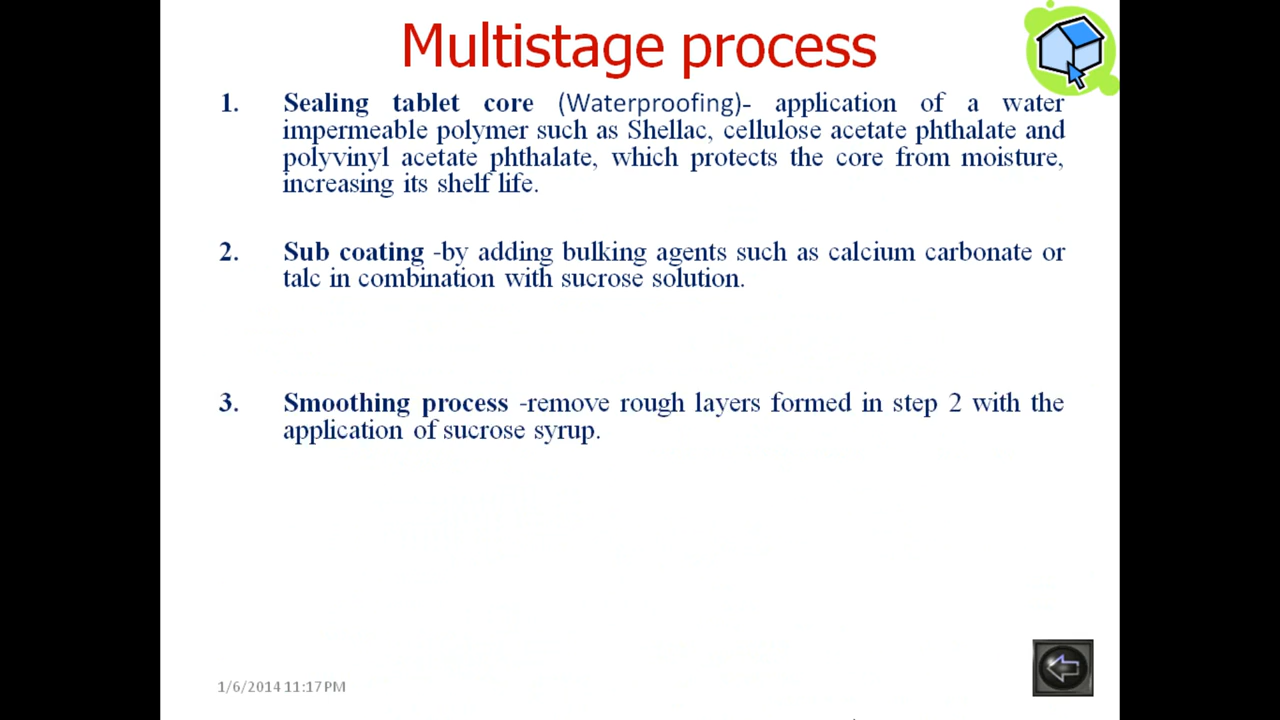 Multistage process
1. Sealing tablet core (Waterproofing)- application of a water
impermeable polymer such as Shellac, cellulose acetate phthalate and
polyvinyl acetate phthalate, which protects the core from moisture,
increasing its shelf life.
2. Sub coating -by adding bulking agents such as calcium carbonate or
talc in combination with sucrose solution.
3. Smoothing process -remove rough layers formed in step 2 with the
application of sucrose syrup.
1/6/2014 11:17 PM